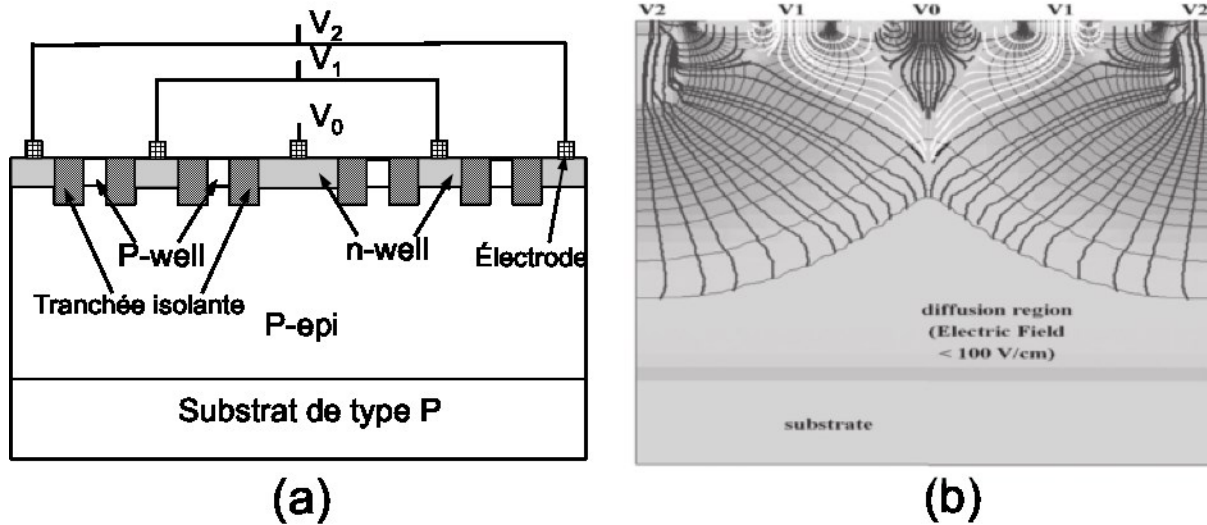 V2
V1
V0
n-well
P-well
Électrode
Tranchée isolante
P-epi
Substrat de type P
(a)
V2 V1 V0 V1 V2
diffusion region
(Electric Field
< 100 V/cm)
substrate
(b)